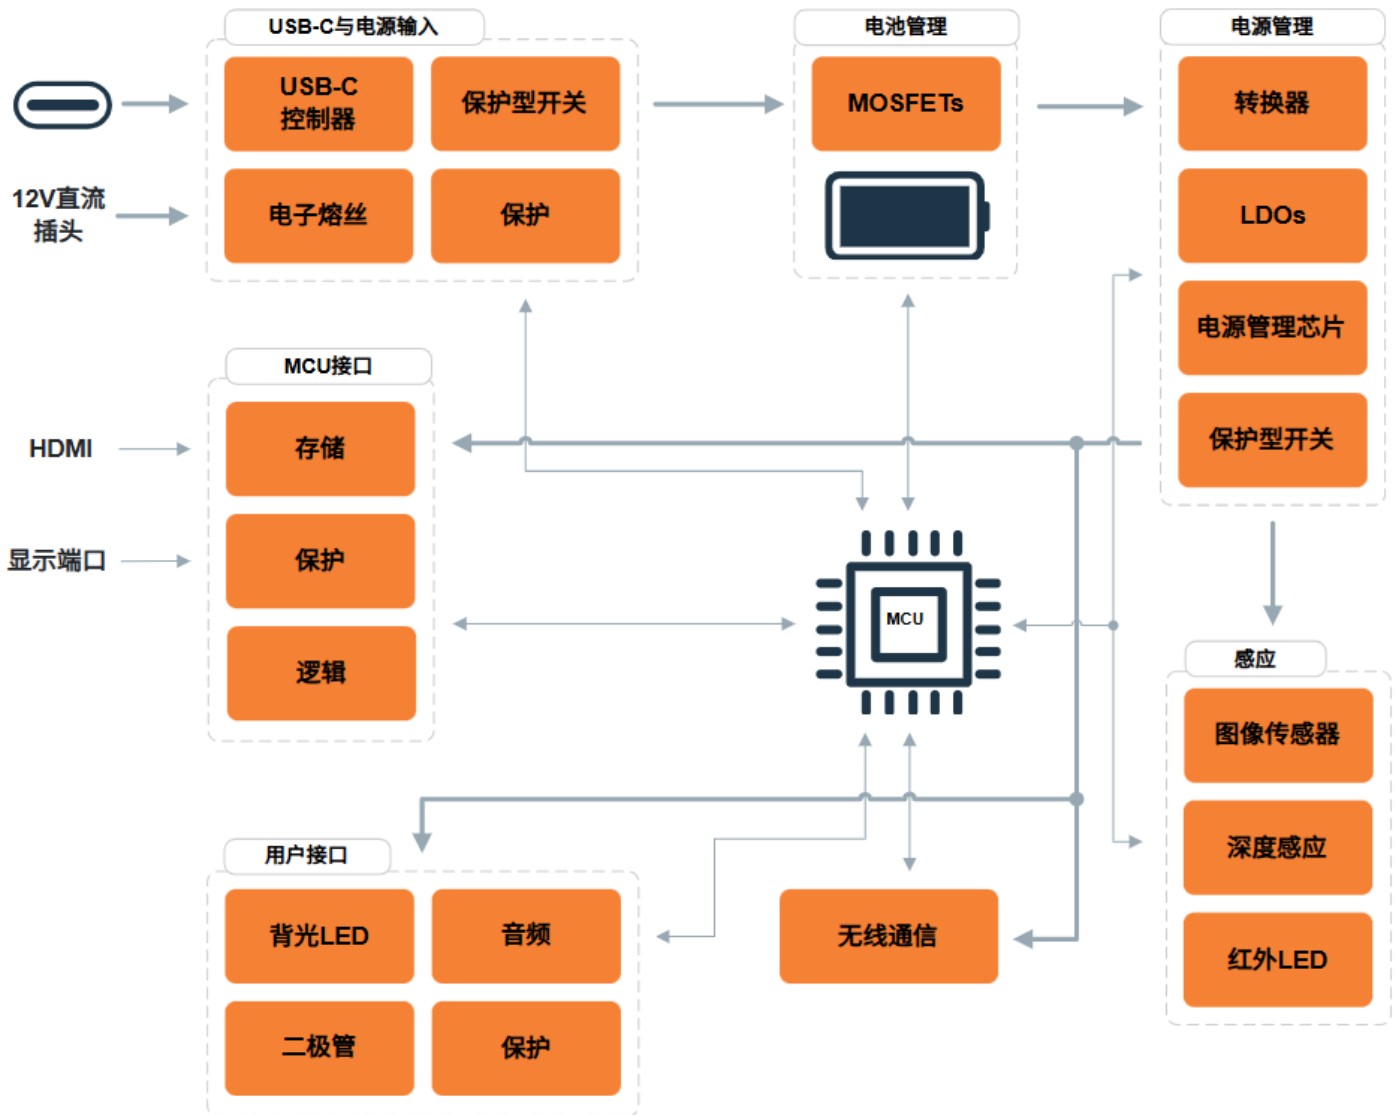 USB-C与电源输入
USB-C
控制器
保护型开关
电子熔丝
保护
12V直流
插头
电池管理
MOSFETs
电源管理
转换器
LDOs
电源管理芯片
保护型开关
MCU接口
存储
保护
逻辑
HDMI
显示端口
MCU
感应
图像传感器
深度感应
红外LED
用户接口
背光LED
音频
二极管
保护
无线通信